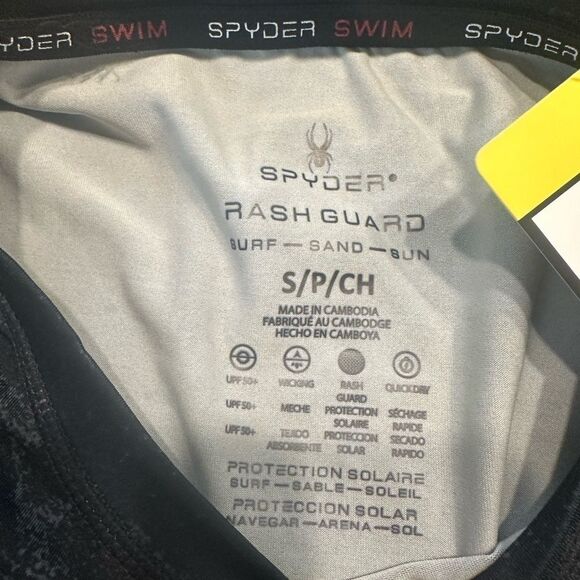 SPYDER SWIM SPYDER SWIM SPYDER
SPYDER®
RASH GUARD
SURF — SAND — SUN
S/P/CH
MADE IN CAMBODIA
FABRIQUÉ AU CAMBODGE
HECHO EN CAMBOYA
UPF 50+ WICKING RASH GUARD QUICKDRY
UPF 50+ MECHE PROTECTION SOLAIRE SÉCHAGE RAPIDE
UPF 50+ TEJIDO ABSORBENTE PROTECCION SOLAR SECADO RAPIDO
PROTECTION SOLAIRE
SURF — SABLE — SOLEIL
PROTECCION SOLAR
NAVEGAR — ARENA — SOL